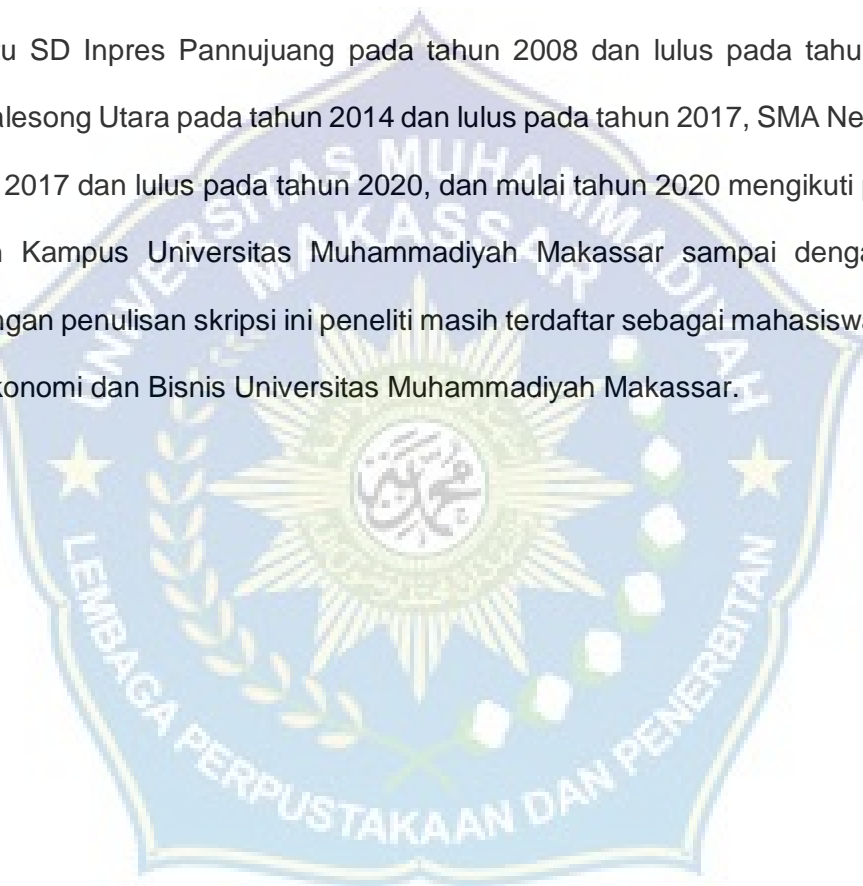 u SD Inpres Pannujuang pada tahun 2008 dan lulus pada tahu
alesong Utara pada tahun 2014 dan lulus pada tahun 2017, SMA Ne
2017 dan lulus pada tahun 2020, dan mulai tahun 2020 mengikuti p
Kampus Universitas Muhammadiyah Makassar sampai denga
ngan penulisan skripsi ini peneliti masih terdaftar sebagai mahasiswa
konomi dan Bisnis Universitas Muhammadiyah Makassar.
UNIVERSITAS MUHAMMADIYAH
MAKASSAR
محمد
LEMBAGA PERPUSTAKAAN DAN PENERBITAN